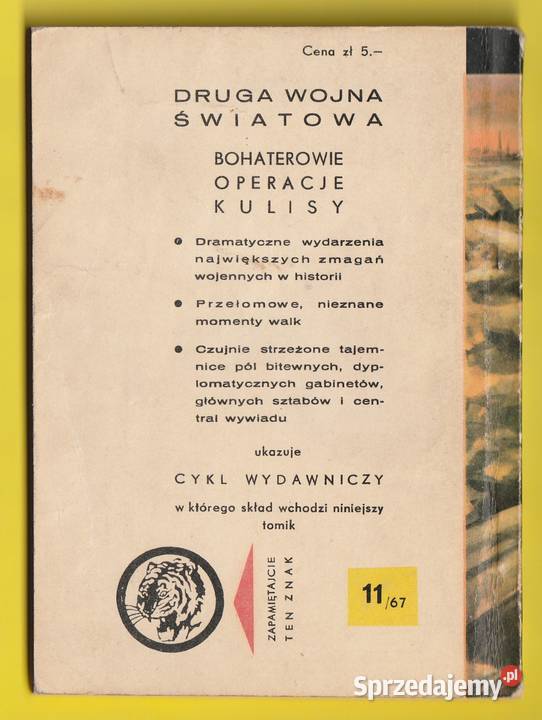 Cena zł 5.—
DRUGA WOJNA
ŚWIATOWA
BOHATEROWIE
OPERACJE
KULISY
Dramatyczne wydarzenia
największych zmagań
wojennych w historii
Przełomowe, nieznane
momenty walk
Czujnie strzeżone tajem-
nice pól bitewnych, dyp-
lomatycznych gabinetów,
głównych sztabów i cen-
tral wywiadu
ukazuje
CYKL WYDAWNICZY
w którego skład wchodzi niniejszy
tomik
ZAPAMIĘTAJCIE
TEN ZNAK
11/67
Sprzedajemy.pl